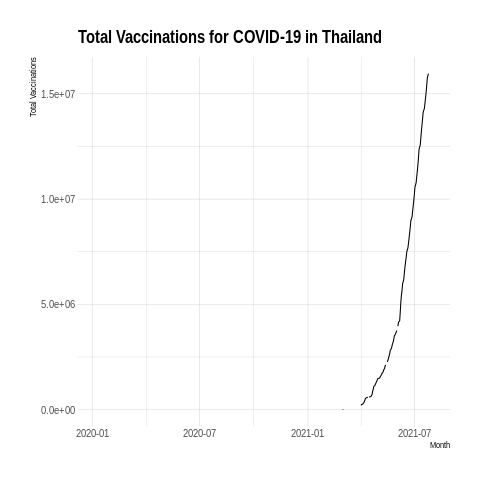 Total Vaccinations for COVID-19 in Thailand
Total Vaccinations
1.5e+07
1.0e+07
5.0e+06
0.0e+00
2020-01 2020-07 2021-01 2021-07
Month